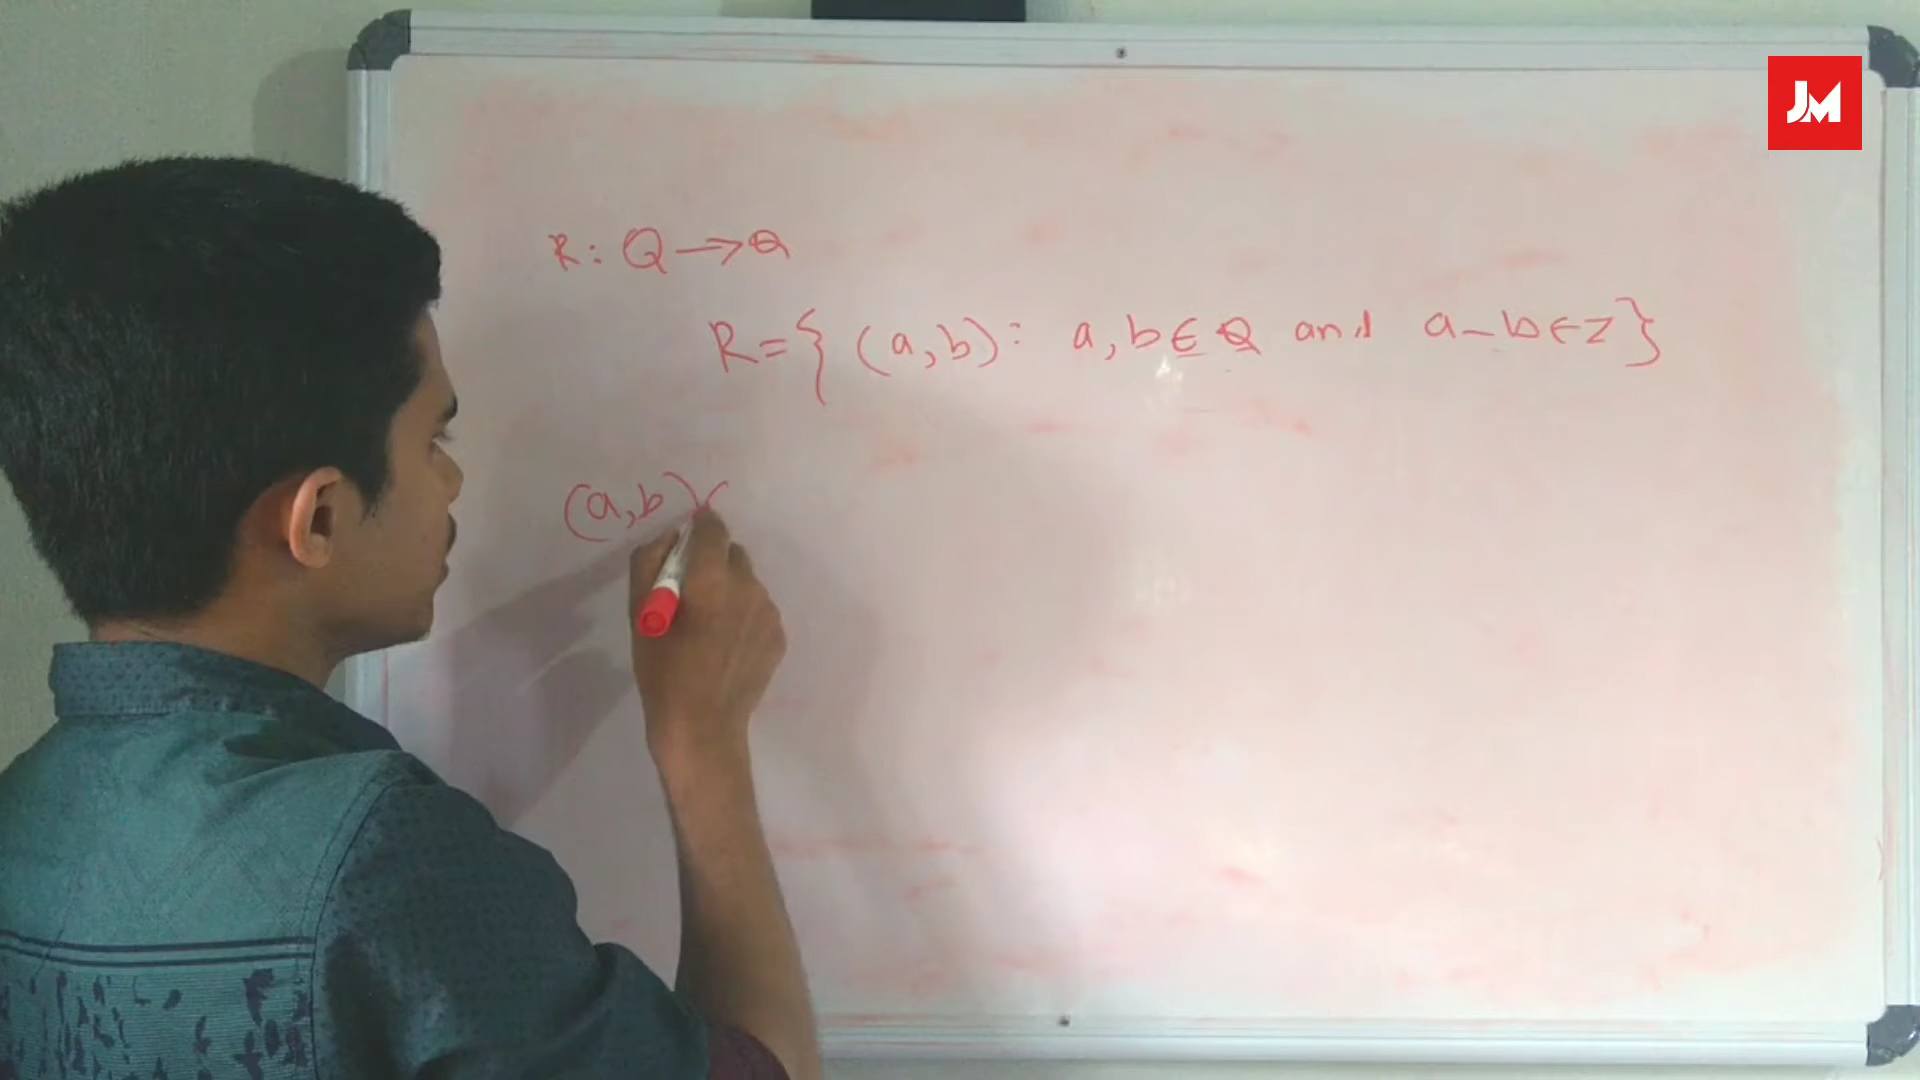 JM
R: Q → Q
R = { (a, b): a, b ∈ Q and a - b ∈ Z }
(a, b) (